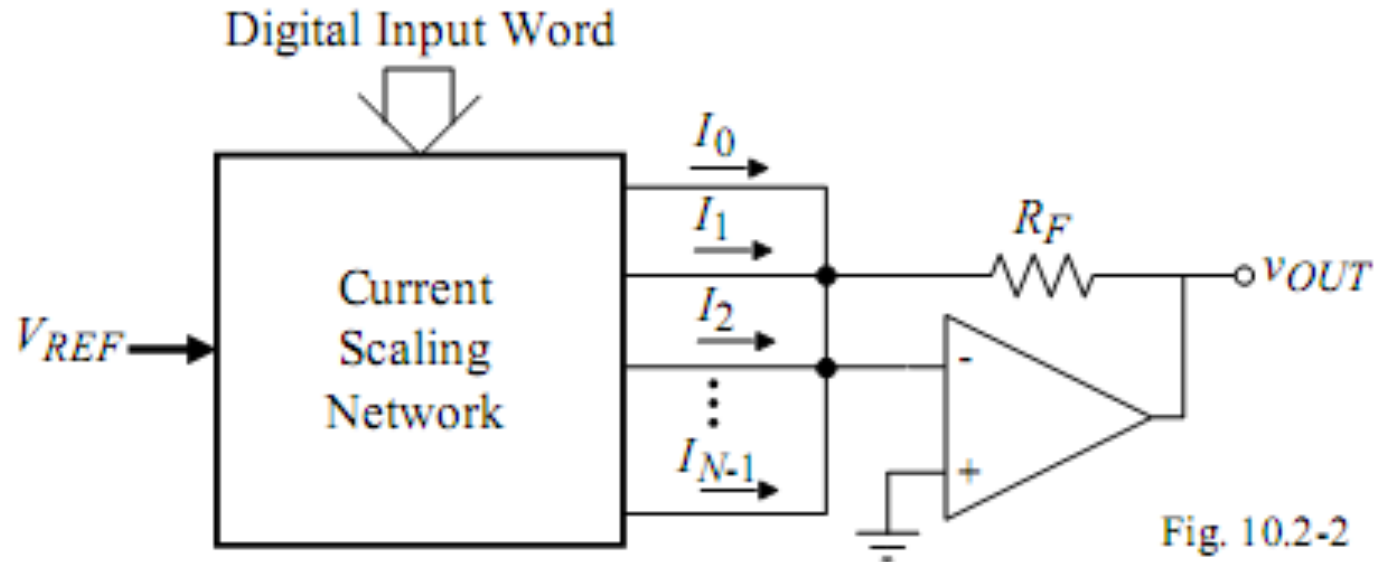 Digital Input Word
I0
I1
RF
vOUT
Current
Scaling
Network
I2
VREF
IN-1
-
+
Fig. 10.2-2